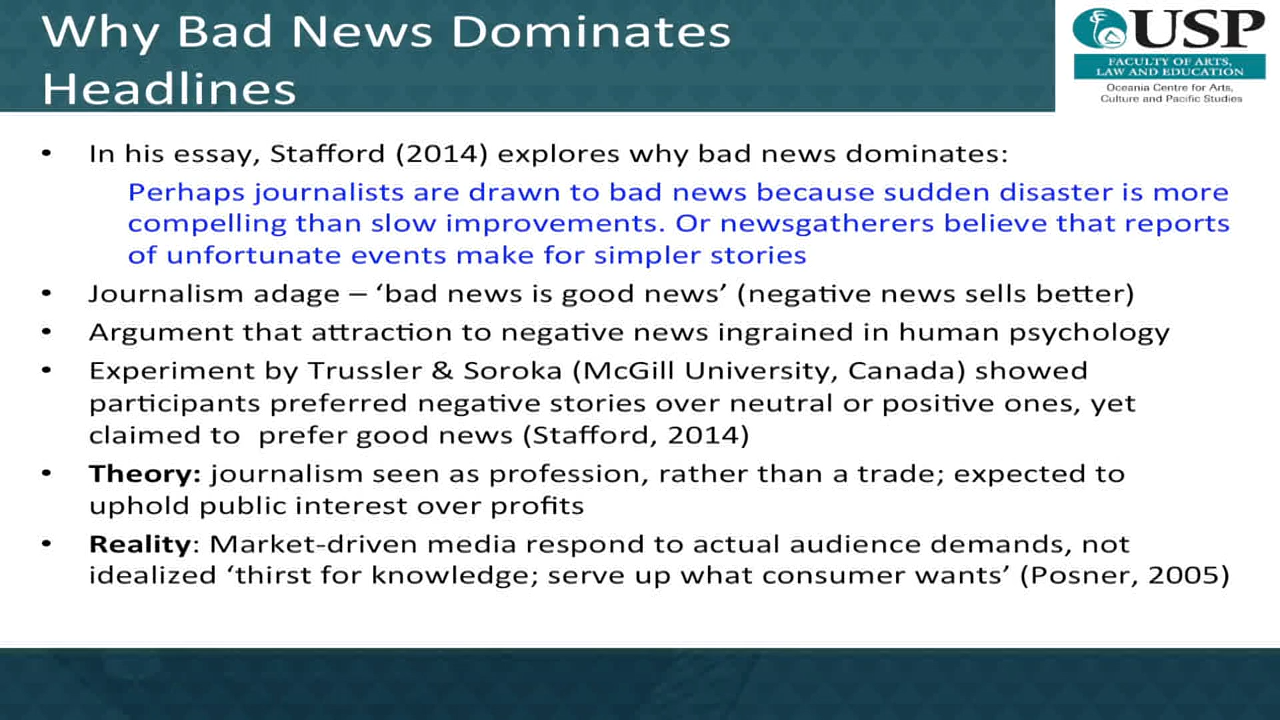 Why Bad News Dominates
Headlines
USP
FACULTY OF ARTS,
LAW AND EDUCATION
Oceania Centre for Arts,
Culture and Pacific Studies
• In his essay, Stafford (2014) explores why bad news dominates:
Perhaps journalists are drawn to bad news because sudden disaster is more
compelling than slow improvements. Or newsgatherers believe that reports
of unfortunate events make for simpler stories
• Journalism adage – ‘bad news is good news’ (negative news sells better)
• Argument that attraction to negative news ingrained in human psychology
• Experiment by Trussler & Soroka (McGill University, Canada) showed
participants preferred negative stories over neutral or positive ones, yet
claimed to  prefer good news (Stafford, 2014)
• Theory: journalism seen as profession, rather than a trade; expected to
uphold public interest over profits
• Reality: Market-driven media respond to actual audience demands, not
idealized ‘thirst for knowledge; serve up what consumer wants’ (Posner, 2005)